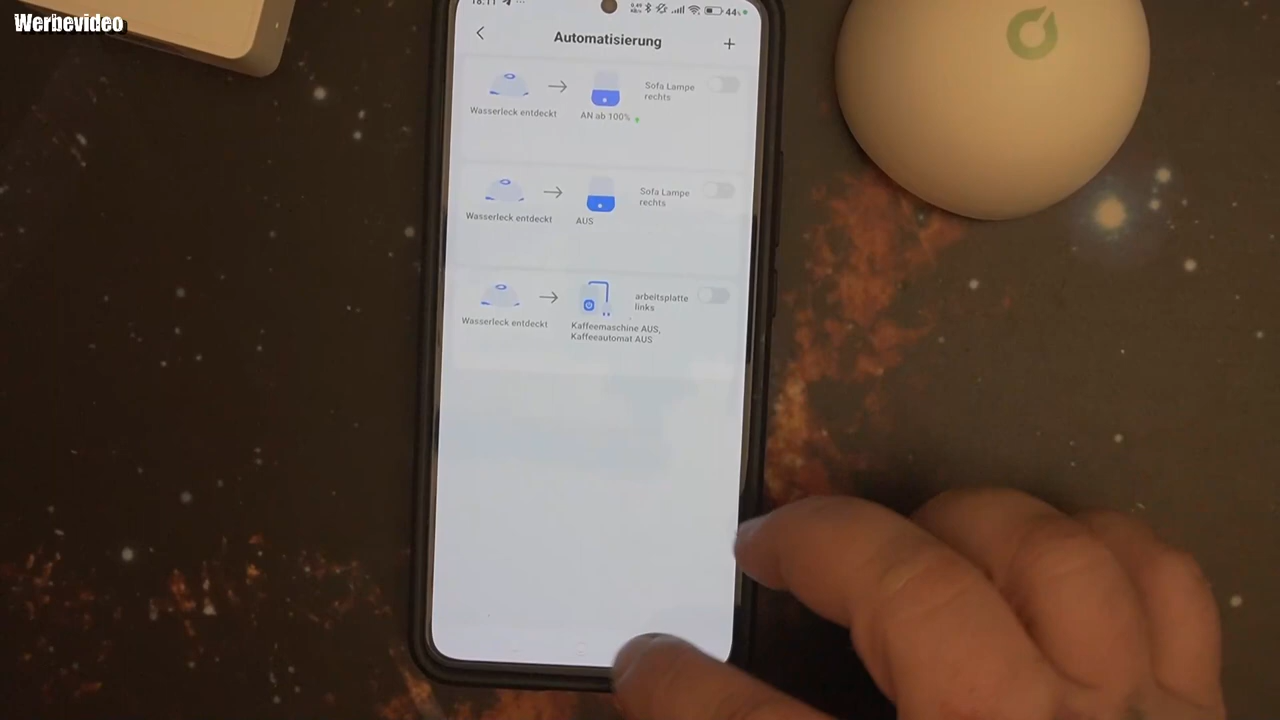 Werbevideo
44
Automatisierung
Sofa Lampe
rechts
Wasserleck entdeckt
AN ab 100%
Sofa Lampe
rechts
Wasserleck entdeckt
AUS
arbeitsplatte
links
Wasserleck entdeckt
Kaffeemaschine AUS,
Kaffeeautomat AUS